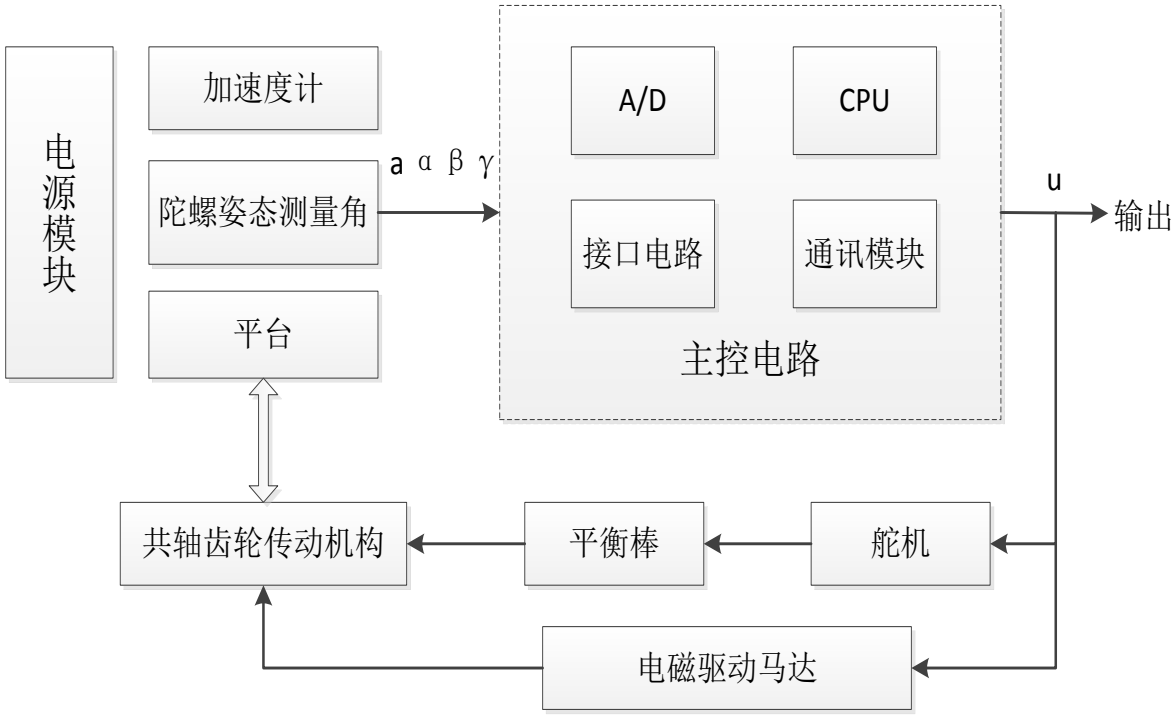 电源模块
加速度计
陀螺姿态测量角
平台
a α β γ
A/D
CPU
接口电路
通讯模块
主控电路
u
输出
共轴齿轮传动机构
平衡棒
舵机
电磁驱动马达